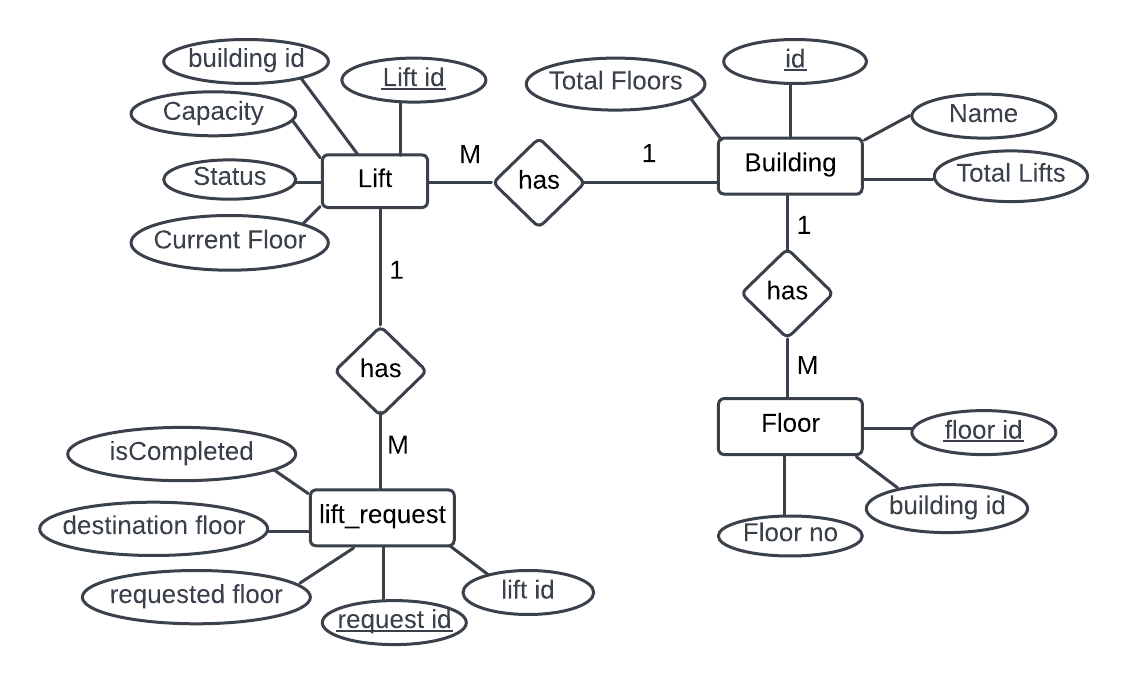 building id
Lift id
Total Floors
id
Capacity
Name
M
1
Status
Lift
has
Building
Total Lifts
Current Floor
1
1
has
has
M
isCompleted
M
Floor
floor id
destination floor
lift_request
building id
Floor no
requested floor
lift id
request id